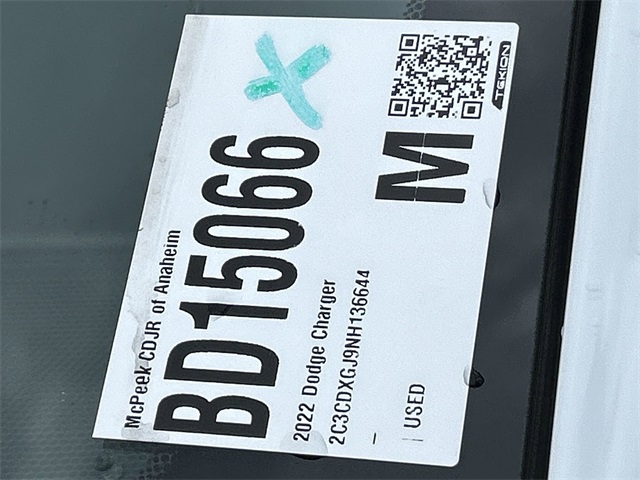 McPeek CDJR of Anaheim
BD15066
M
2022 Dodge Charger
2C3CDXGJ9NH136644
USED
TEKION